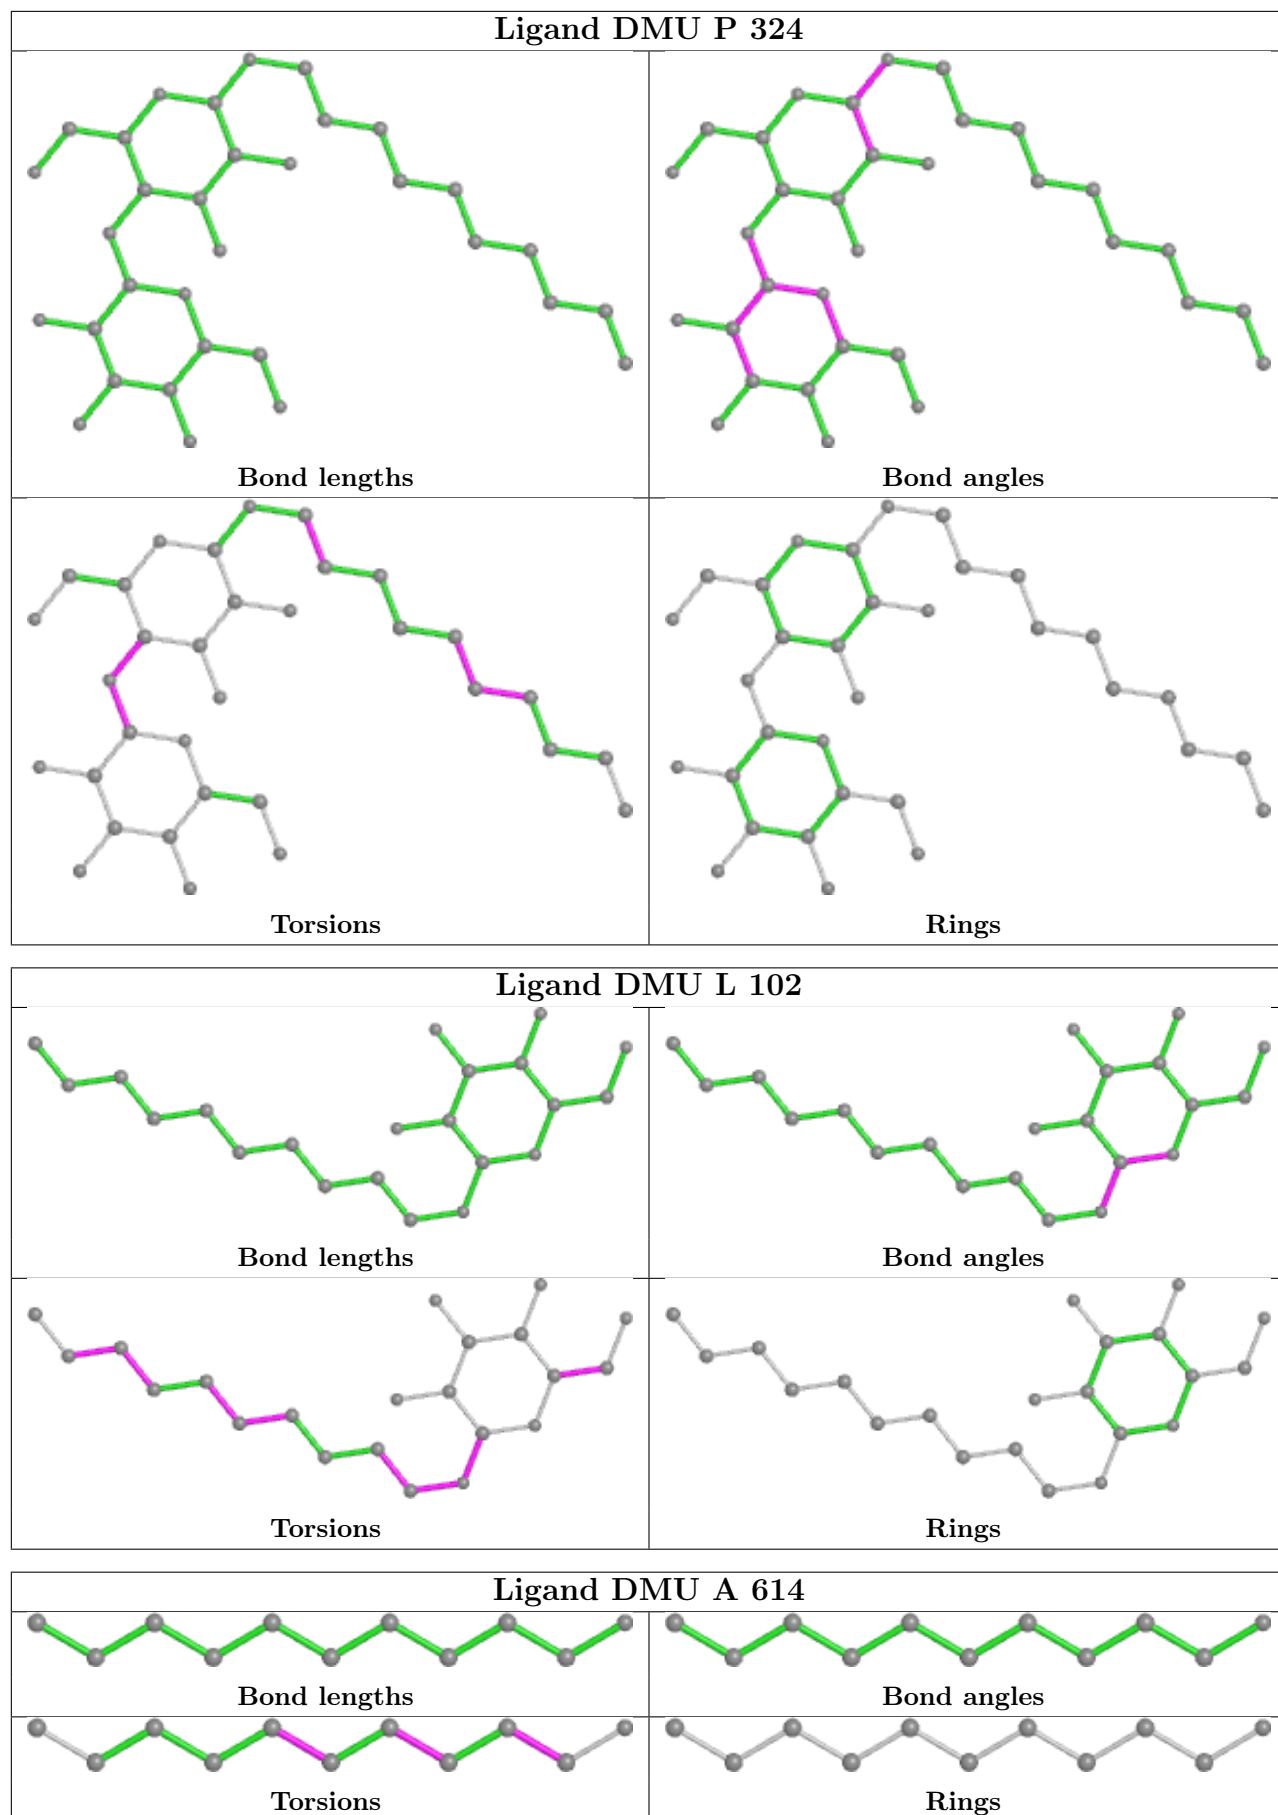 Ligand DMU P 324
Bond lengths
Bond angles
Torsions
Rings
Ligand DMU L 102
Bond lengths
Bond angles
Torsions
Rings
Ligand DMU A 614
Bond lengths
Bond angles
Torsions
Rings